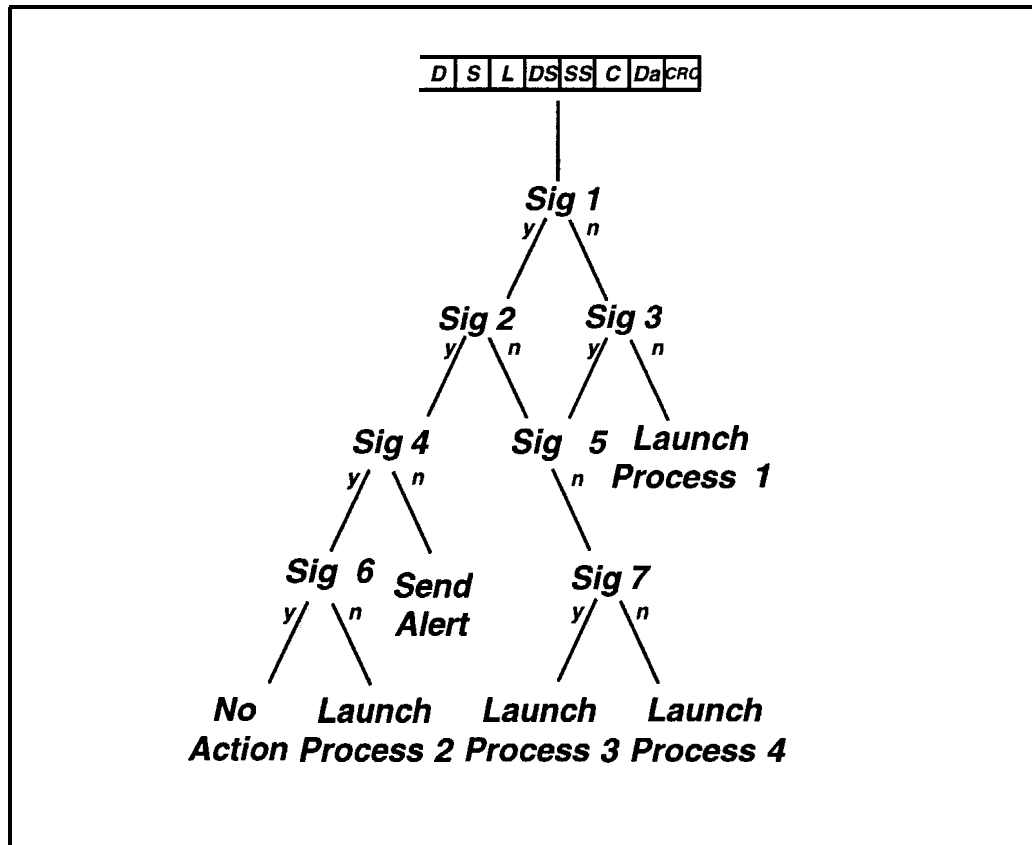 D S L DS SS C Da CRC
Sig 1
y n
Sig 2 Sig 3
y n y n
Sig 4 Sig 5 Launch
Process 1
y n n
Sig 6 Send Sig 7
Alert
y n y n
No Launch Launch Launch
Action Process 2 Process 3 Process 4